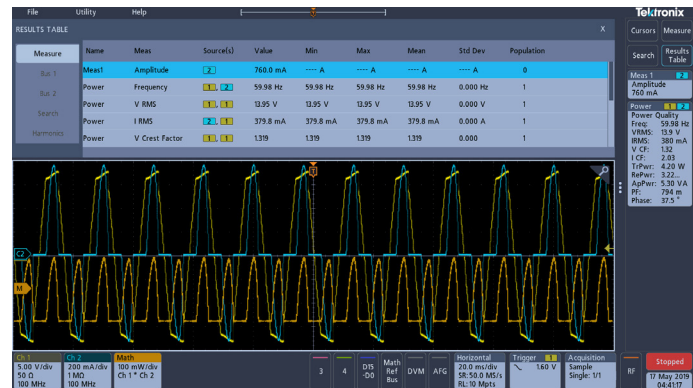 File Utility Help
Tektronix
RESULTS TABLE X
Cursors Measure
Search Results Table
Measure
Bus 1
Bus 2
Search
Harmonics
Name Meas Source(s) Value Min Max Mean Std Dev Population
Meas1 Amplitude 2 760.0 mA ---- A ---- A ---- A ---- A 0
Power Frequency 1, 2 59.98 Hz 59.98 Hz 59.98 Hz 59.98 Hz 0.000 Hz 1
Power V RMS 1, 1 13.95 V 13.95 V 13.95 V 13.95 V 0.000 V 1
Power I RMS 2, 1 379.8 mA 379.8 mA 379.8 mA 379.8 mA 0.000 A 1
Power V Crest Factor 1, 1 1.319 1.319 1.319 1.319 0.000 1
Meas 1 2
Amplitude
760 mA
Power 1 2
Power Quality
Freq: 59.98 Hz
VRMS: 13.9 V
IRMS: 380 mA
V CF: 1.32
I CF: 2.03
TrPwr: 4.20 W
RePwr: 3.22...
ApPwr: 5.30 VA
PF: 794 m
Phase: 37.5 °
T
C2
M
Ch 1
5.00 V/div
50 Ω
100 MHz
Ch 2
200 mA/div
1 MΩ
100 MHz
Math
100 mW/div
Ch 1 * Ch 2
3
4
D15
-D0
Math
Ref
Bus
DVM
AFG
Horizontal
20.0 ms/div
SR: 50.0 MS/s
RL: 10 Mpts
Trigger 1
1.60 V
Acquisition
Sample
Single: 1/1
RF
Stopped
17 May 2019